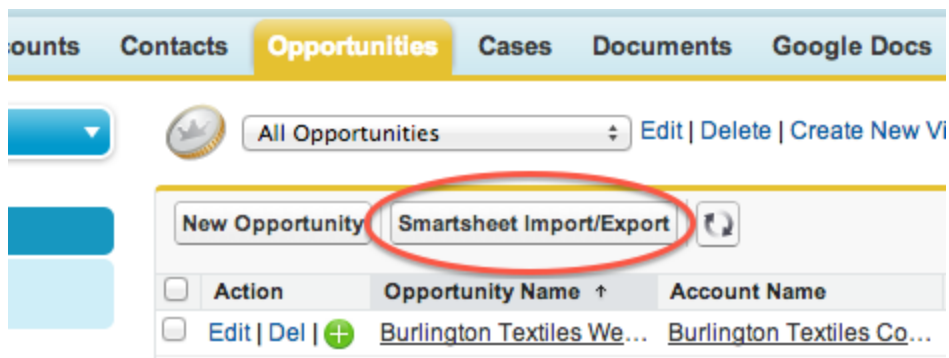 ounts Contacts Opportunities Cases Documents Google Docs
All Opportunities Edit | Delete | Create New Vi
New Opportunity Smartsheet Import/Export
Action Opportunity Name ↑ Account Name
Edit | Del | Burlington Textiles We... Burlington Textiles Co...